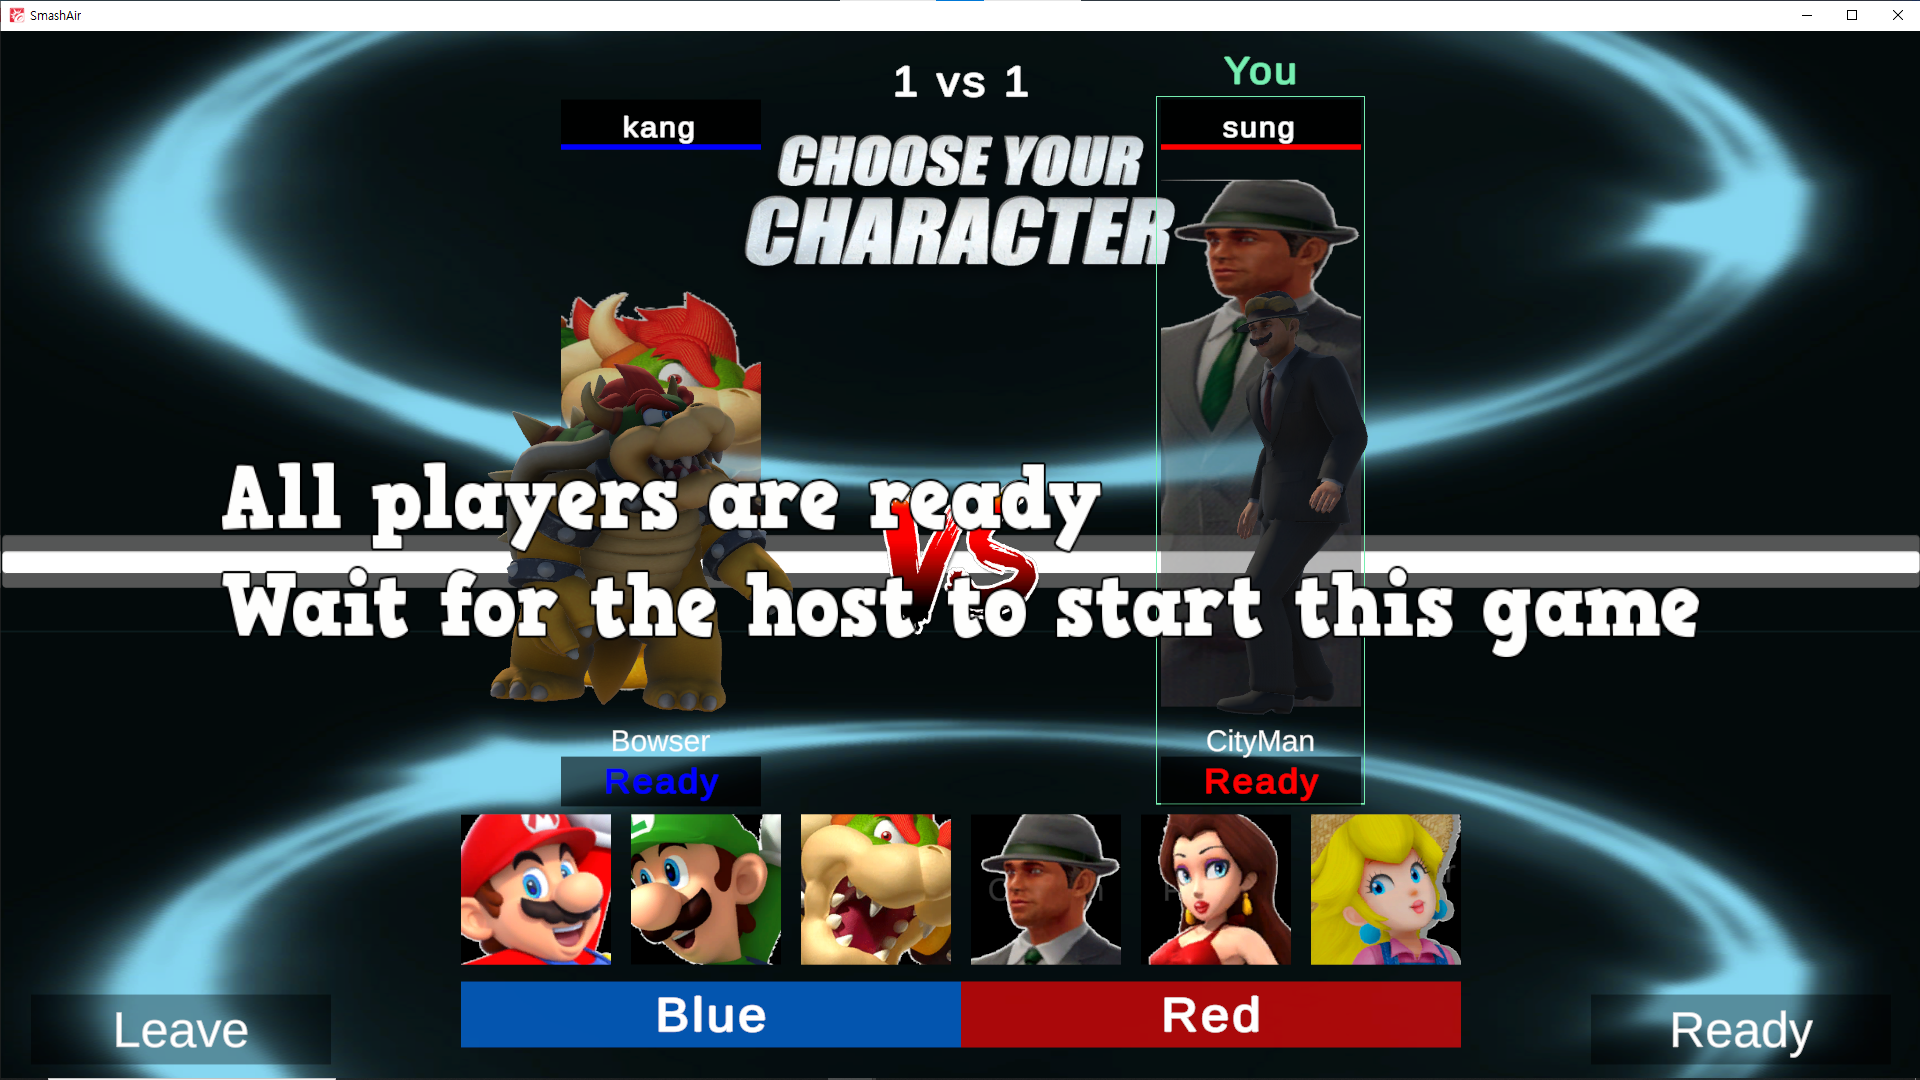 SmashAir
1 vs 1
You
kang
sung
CHOOSE YOUR
CHARACTER
All players are ready
VS
Wait for the host to start this game
Bowser
CityMan
Ready
Ready
Blue
Red
Leave
Ready